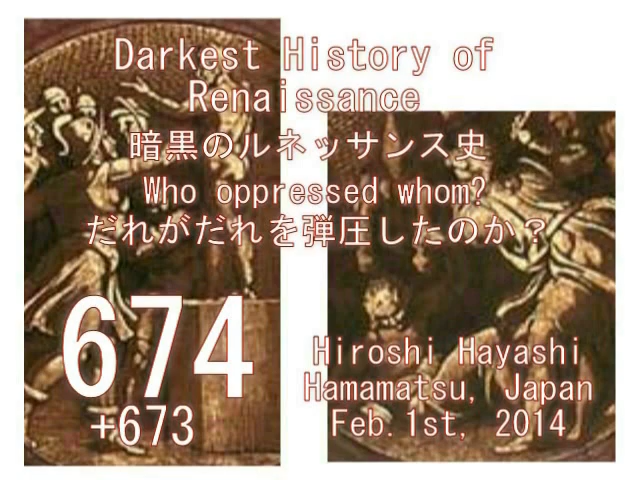 Darkest History of
Renaissance
暗黒のルネッサンス史
Who oppressed whom?
だれがだれを弾圧したのか？
674
+673
Hiroshi Hayashi
Hamamatsu, Japan
Feb.1st, 2014